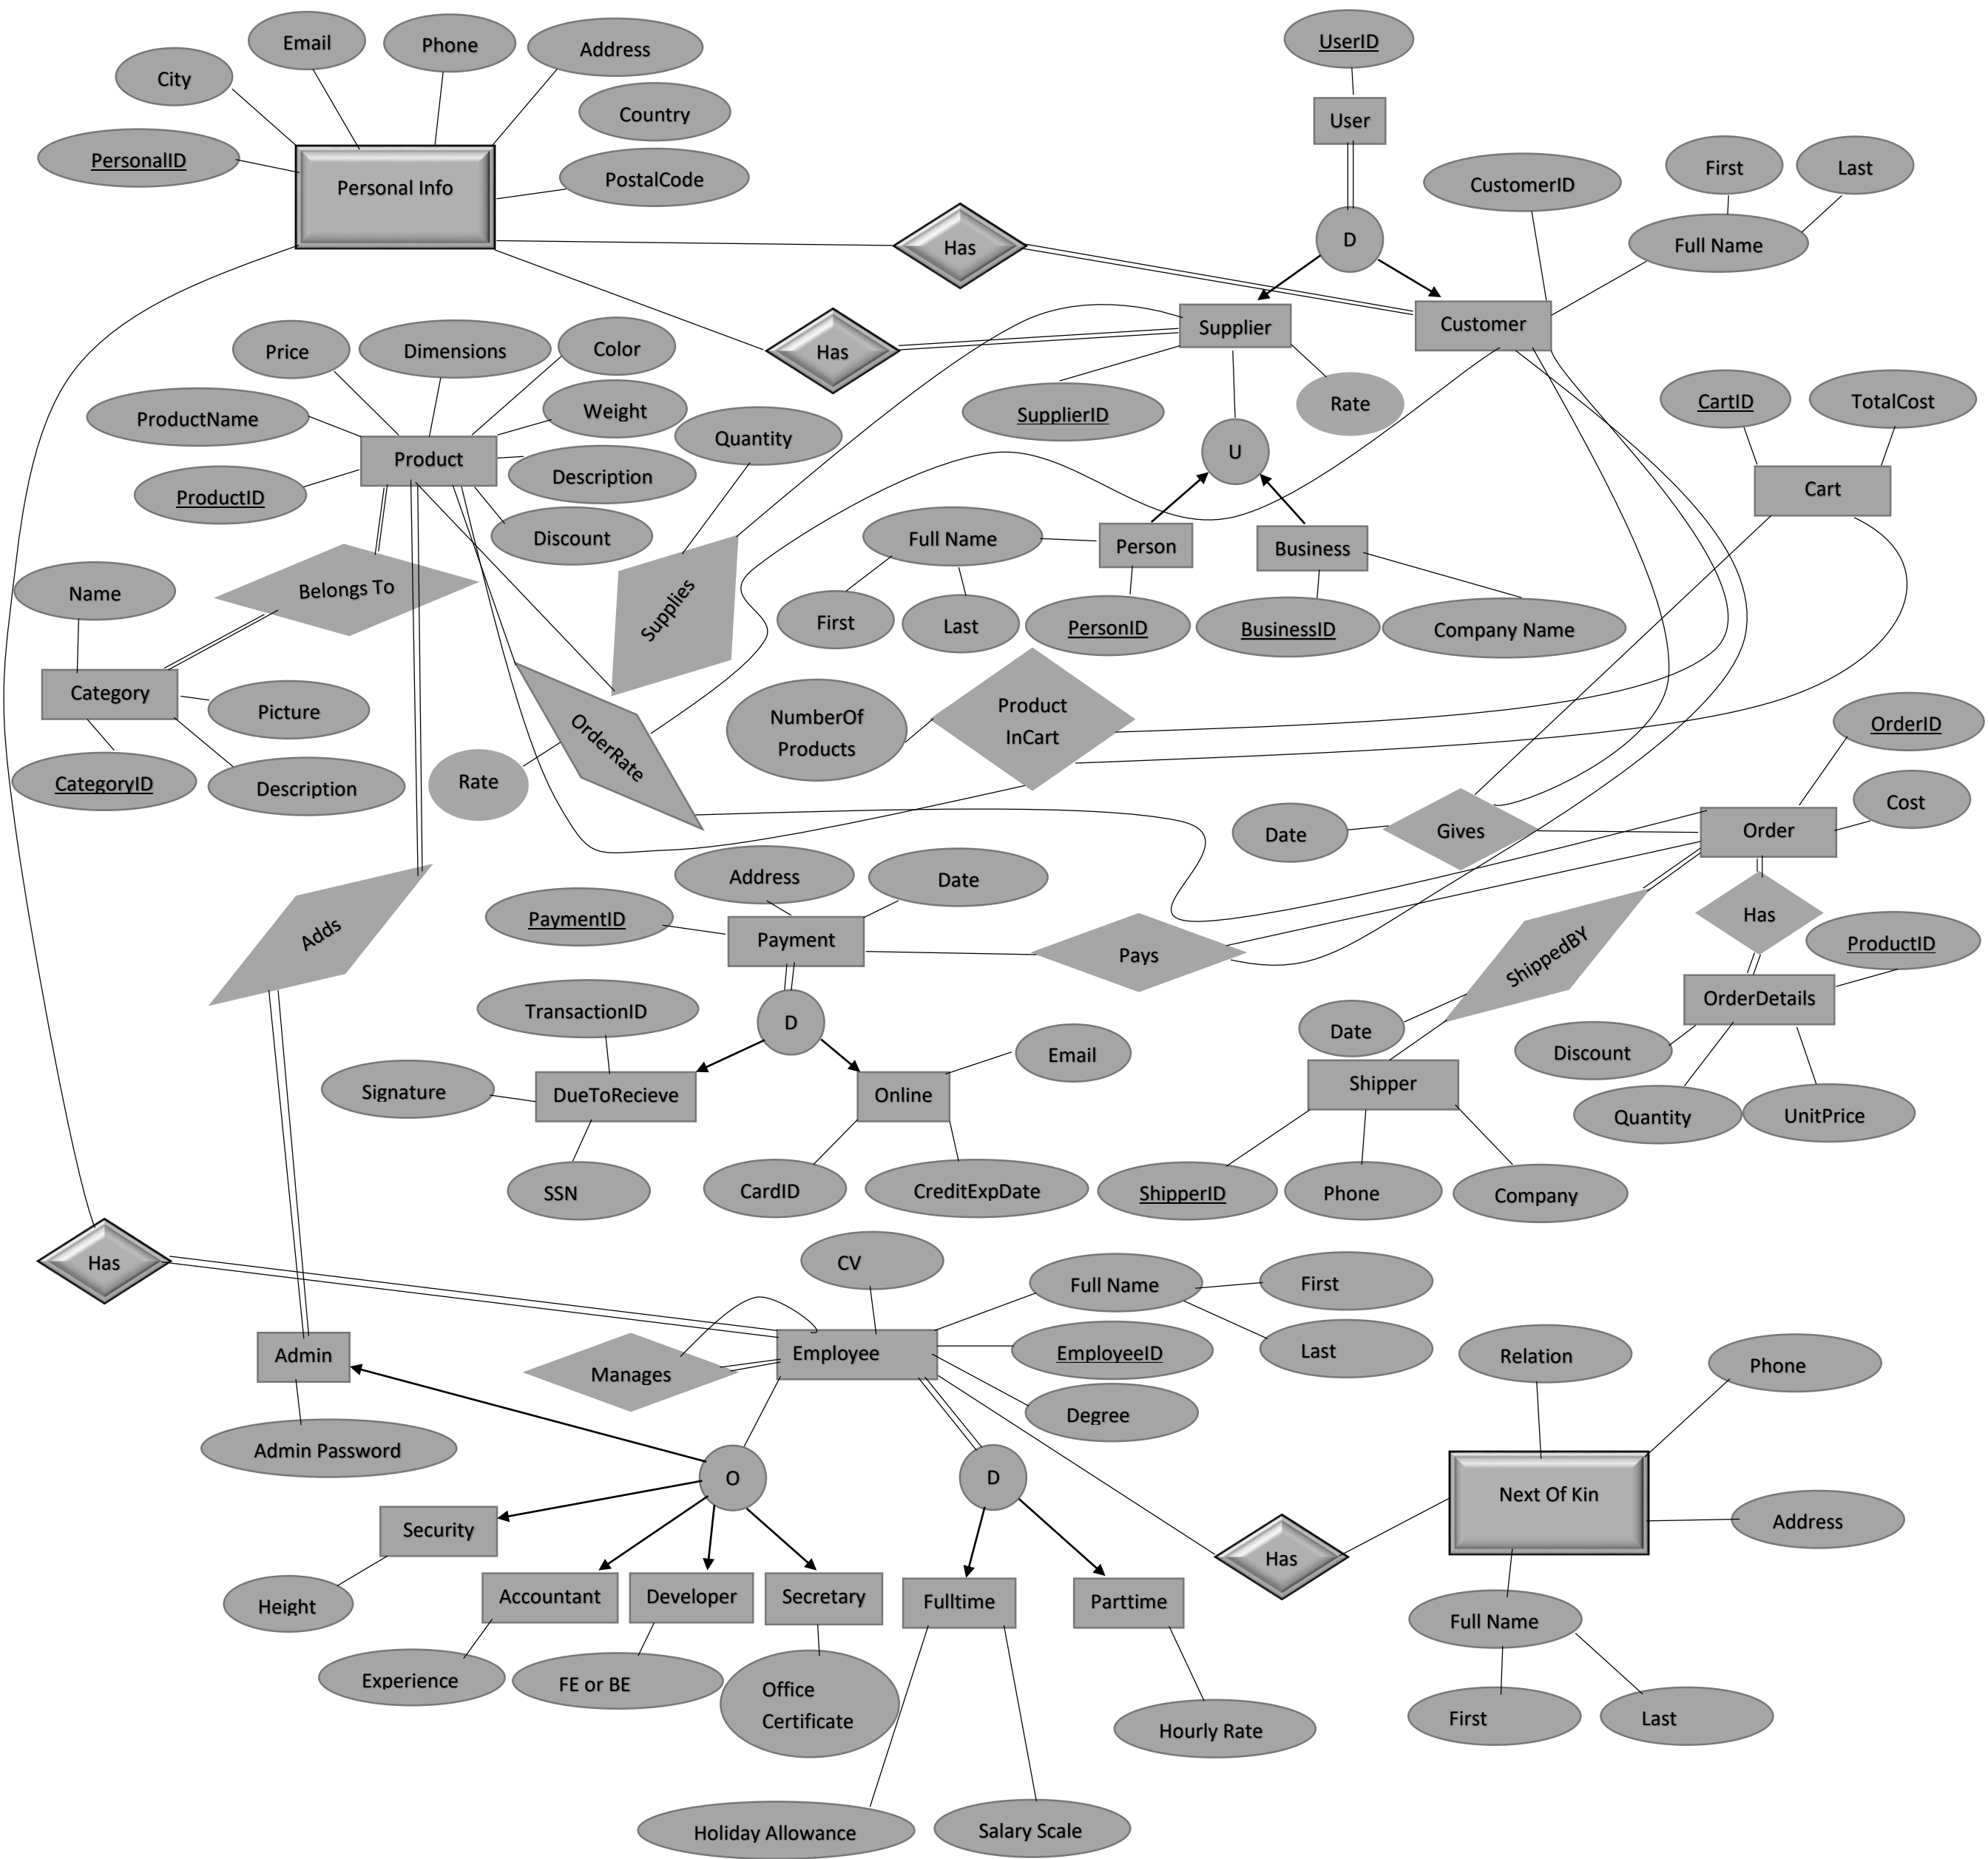 UserID
Email
Phone
Address
City
Country
User
PersonalID
Personal Info
PostalCode
CustomerID
First
Last
Has
D
Full Name
Has
Supplier
Customer
Price
Dimensions
Color
ProductName
Weight
Quantity
SupplierID
Rate
CartID
TotalCost
Product
U
Description
Cart
ProductID
Discount
Full Name
Person
Business
Name
Belongs To
Supplies
First
Last
PersonID
BusinessID
Company Name
Category
Picture
NumberOf
Products
Product
InCart
OrderRate
OrderID
CategoryID
Description
Rate
Date
Gives
Order
Cost
Address
Date
Adds
PaymentID
Payment
Pays
ShippedBY
Has
ProductID
TransactionID
D
OrderDetails
Date
Discount
Email
Signature
DueToRecieve
Online
Shipper
Quantity
UnitPrice
SSN
CardID
CreditExpDate
ShipperID
Phone
Company
Has
CV
Full Name
First
Admin
Manages
Employee
EmployeeID
Last
Relation
Phone
Degree
Admin Password
O
D
Next Of Kin
Security
Has
Address
Height
Accountant
Developer
Secretary
Fulltime
Parttime
Full Name
Experience
FE or BE
Office
Certificate
Hourly Rate
First
Last
Holiday Allowance
Salary Scale